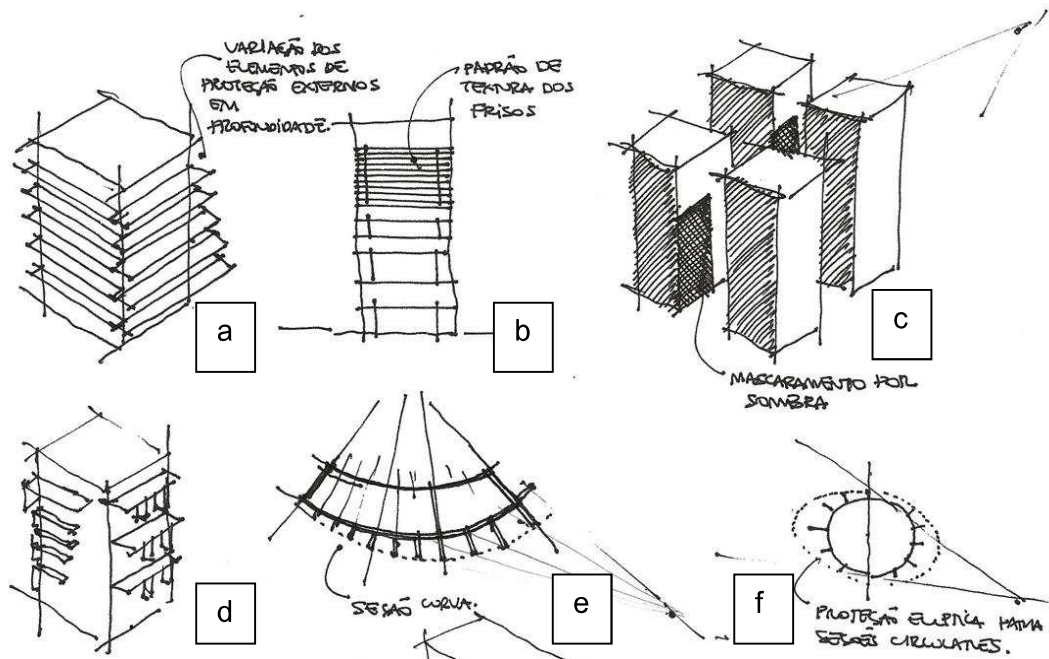 VARIAÇÃO DOS
ELEMENTOS DE
PROTEÇÃO EXTERNOS
EM
PROFUNDIDADE.
a
PADRÃO DE
TEXTURA DOS
FRISOS
b
c
MASCARAMENTO POR
SOMBRA
d
SEÇÃO CURVA.
e
f
PROTEÇÃO ELIPTICA PARA
SEÇÕES CIRCULARES.